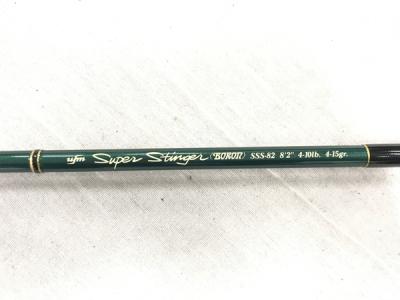 ufm Super Stinger (BORON) SSS-82 8'2" 4-10lb. 4-15gr.